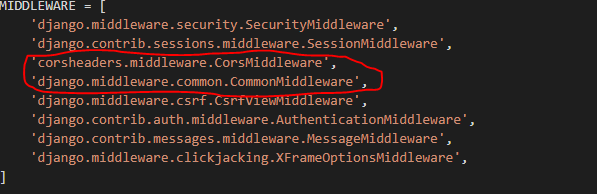 MIDDLEWARE = [
'django.middleware.security.SecurityMiddleware',
'django.contrib.sessions.middleware.SessionMiddleware',
'corsheaders.middleware.CorsMiddleware',
'django.middleware.common.CommonMiddleware',
'django.middleware.csrf.CsrfViewMiddleware',
'django.contrib.auth.middleware.AuthenticationMiddleware',
'django.contrib.messages.middleware.MessageMiddleware',
'django.middleware.clickjacking.XFrameOptionsMiddleware',
]